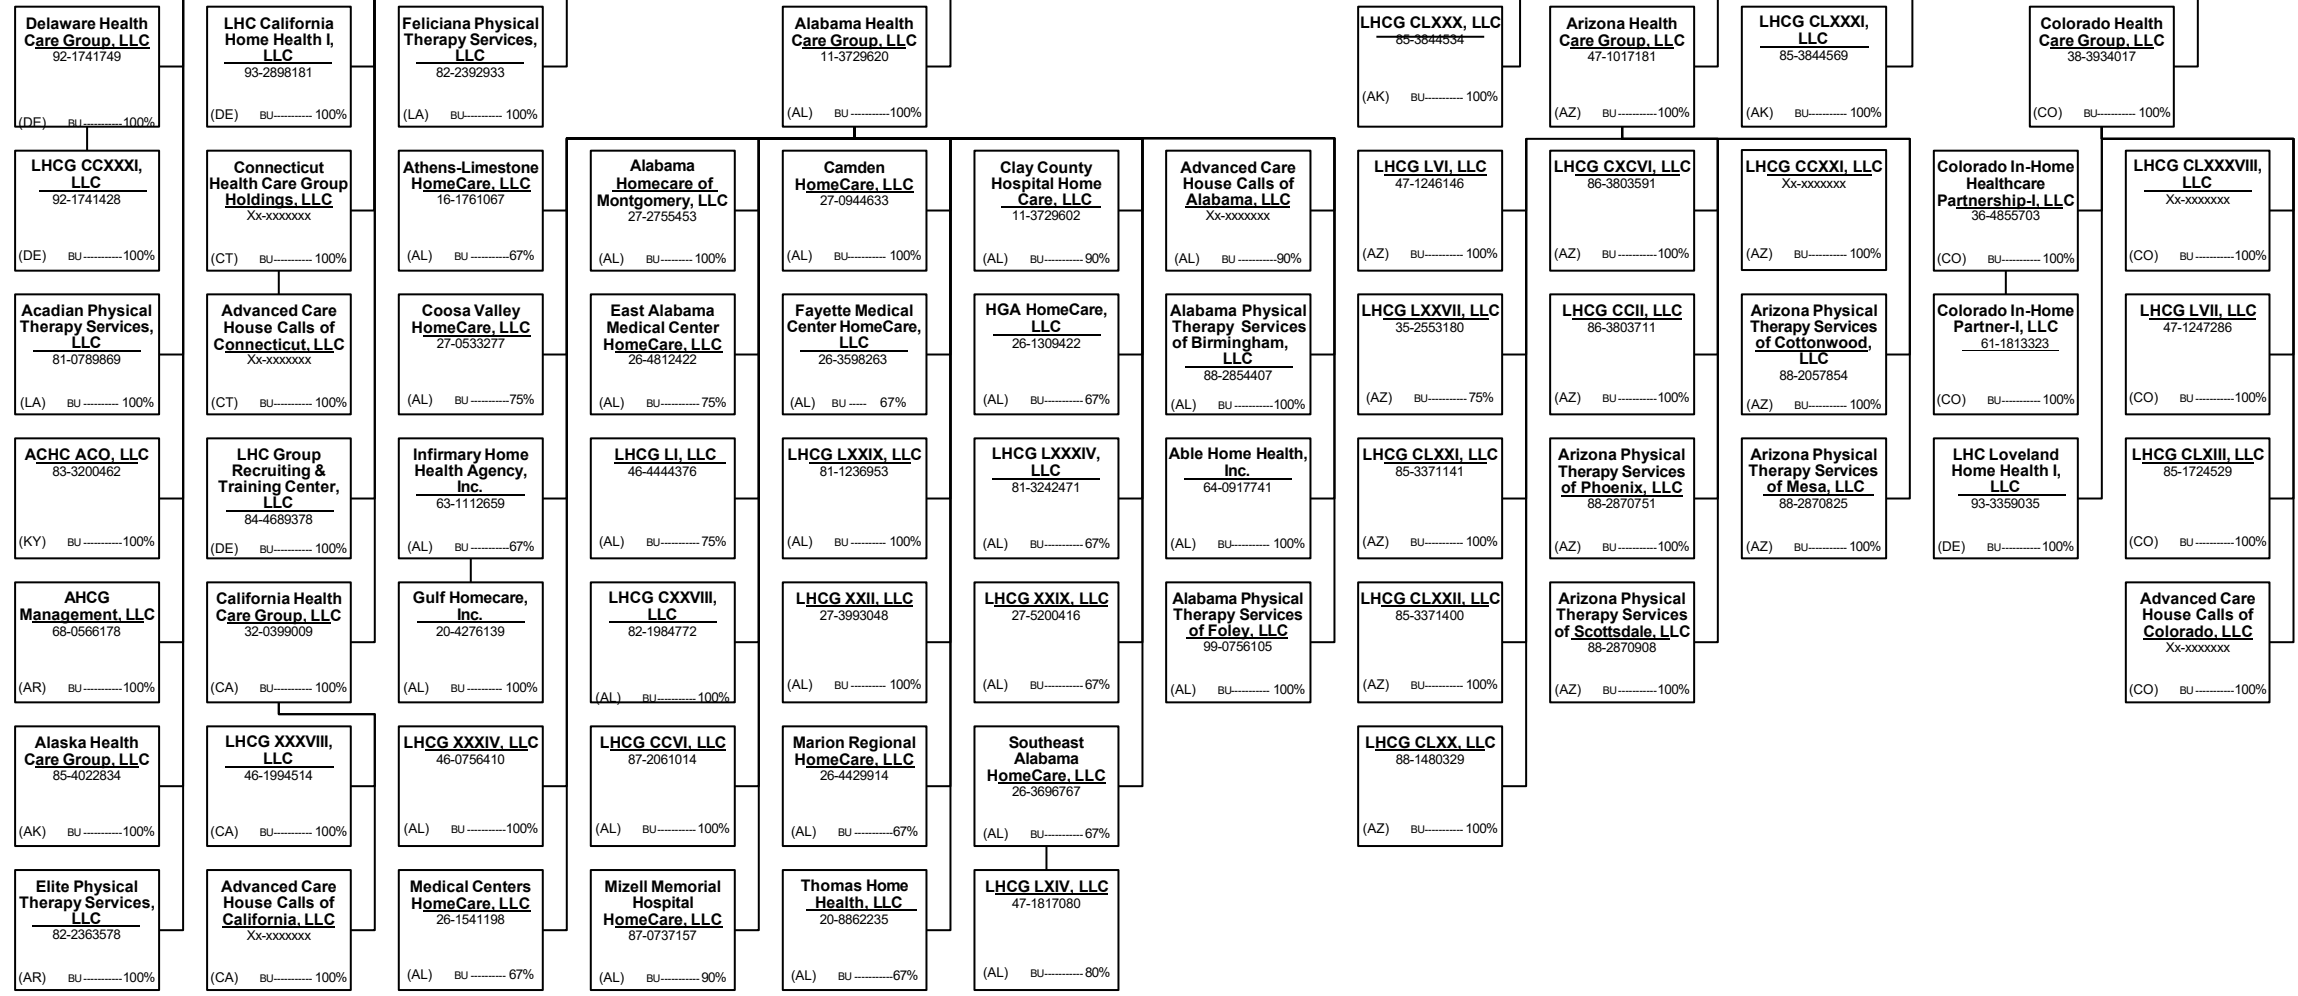 Delaware Health
Care Group, LLC
92-1741749
(DE) BU-----------100%
LHC California
Home Health I,
LLC
93-2898181
(DE) BU----------- 100%
Feliciana Physical
Therapy Services,
LLC
82-2392933
(LA) BU----------- 100%
Alabama Health
Care Group, LLC
11-3729620
(AL) BU -----------100%
LHCG CLXXX, LLC
85-3844534
(AK) BU----------- 100%
Arizona Health
Care Group, LLC
47-1017181
(AZ) BU-----------100%
LHCG CLXXXI,
LLC
85-3844569
(AK) BU----------- 100%
Colorado Health
Care Group, LLC
38-3934017
(CO) BU----------- 100%
LHCG CCXXXI,
LLC
92-1741428
(DE) BU -----------100%
Connecticut
Health Care Group
Holdings, LLC
Xx-xxxxxxx
(CT) BU----------- 100%
Athens-Limestone
HomeCare, LLC
16-1761067
(AL) BU -----------67%
Alabama
Homecare of
Montgomery, LLC
27-2755453
(AL) BU---------- 100%
Camden
HomeCare, LLC
27-0944633
(AL) BU ---------- 100%
Clay County
Hospital Home
Care, LLC
11-3729602
(AL) BU----------- 90%
Advanced Care
House Calls of
Alabama, LLC
Xx-xxxxxxx
(AL) BU -----------90%
LHCG LVI, LLC
47-1246146
(AZ) BU----------- 100%
LHCG CXCVI, LLC
86-3803591
(AZ) BU-----------100%
LHCG CCXXI, LLC
Xx-xxxxxxx
(AZ) BU----------- 100%
Colorado In-Home
Healthcare
Partnership-I, LLC
36-4855703
(CO) BU---------- 100%
LHCG CLXXXVIII,
LLC
Xx-xxxxxxx
(CO) BU -----------100%
Acadian Physical
Therapy Services,
LLC
81-0789869
(LA) BU ---------- 100%
Advanced Care
House Calls of
Connecticut, LLC
Xx-xxxxxxx
(CT) BU----------- 100%
Coosa Valley
HomeCare, LLC
27-0533277
(AL) BU -----------75%
East Alabama
Medical Center
HomeCare, LLC
26-4812422
(AL) BU----------- 75%
Fayette Medical
Center HomeCare,
LLC
26-3598263
(AL) BU ----- 67%
HGA HomeCare,
LLC
26-1309422
(AL) BU-----------67%
Alabama Physical
Therapy Services
of Birmingham,
LLC
88-2854407
(AL) BU -----------100%
LHCG LXXVII, LLC
35-2553180
(AZ) BU----------- 75%
LHCG CCII, LLC
86-3803711
(AZ) BU-----------100%
Arizona Physical
Therapy Services
of Cottonwood,
LLC
88-2057854
(AZ) BU---------- 100%
Colorado In-Home
Partner-I, LLC
61-1813323
(CO) BU---------- 100%
LHCG LVII, LLC
47-1247286
(CO) BU -----------100%
ACHC ACO, LLC
83-3200462
(KY) BU -----------100%
LHC Group
Recruiting &
Training Center,
LLC
84-4689378
(DE) BU----------- 100%
Infirmary Home
Health Agency,
Inc.
63-1112659
(AL) BU -----------67%
LHCG LI, LLC
46-4444376
(AL) BU----------- 75%
LHCG LXXIX, LLC
81-1236953
(AL) BU ---------- 100%
LHCG LXXXIV,
LLC
81-3242471
(AL) BU----------- 67%
Able Home Health,
Inc.
64-0917741
(AL) BU---------- 100%
LHCG CLXXI, LLC
85-3371141
(AZ) BU----------- 100%
Arizona Physical
Therapy Services
of Phoenix, LLC
88-2870751
(AZ) BU-----------100%
Arizona Physical
Therapy Services
of Mesa, LLC
88-2870825
(AZ) BU---------- 100%
LHC Loveland
Home Health I,
LLC
93-3359035
(DE) BU-----------100%
LHCG CLXIII, LLC
85-1724529
(CO) BU -----------100%
AHCG
Management, LLC
68-0566178
(AR) BU -----------100%
California Health
Care Group, LLC
32-0399009
(CA) BU----------- 100%
Gulf Homecare,
Inc.
20-4276139
(AL) BU ---------- 100%
LHCG CXXVIII,
LLC
82-1984772
(AL) BU-----------100%
LHCG XXII, LLC
27-3993048
(AL) BU ---------- 100%
LHCG XXIX, LLC
27-5200416
(AL) BU-----------67%
Alabama Physical
Therapy Services
of Foley, LLC
99-0756105
(AL) BU---------- 100%
LHCG CLXXII, LLC
85-3371400
(AZ) BU----------- 100%
Arizona Physical
Therapy Services
of Scottsdale, LLC
88-2870908
(AZ) BU-----------100%
Advanced Care
House Calls of
Colorado, LLC
Xx-xxxxxxx
(CO) BU -----------100%
Alaska Health
Care Group, LLC
85-4022834
(AK) BU -----------100%
LHCG XXXVIII,
LLC
46-1994514
(CA) BU----------- 100%
LHCG XXXIV, LLC
46-0756410
(AL) BU -----------100%
LHCG CCVI, LLC
87-2061014
(AL) BU ---------- 100%
Marion Regional
HomeCare, LLC
26-4429914
(AL) BU -----------67%
Southeast
Alabama
HomeCare, LLC
26-3696767
(AL) BU-----------67%
LHCG CLXX, LLC
88-1480329
(AZ) BU----------- 100%
Elite Physical
Therapy Services,
LLC
82-2363578
(AR) BU -----------100%
Advanced Care
House Calls of
California, LLC
Xx-xxxxxxx
(CA) BU----------- 100%
Medical Centers
HomeCare, LLC
26-1541198
(AL) BU ---------- 67%
Mizell Memorial
Hospital
HomeCare, LLC
87-0737157
(AL) BU-----------90%
Thomas Home
Health, LLC
20-8862235
(AL) BU -----------67%
LHCG LXIV, LLC
47-1817080
(AL) BU----------- 80%